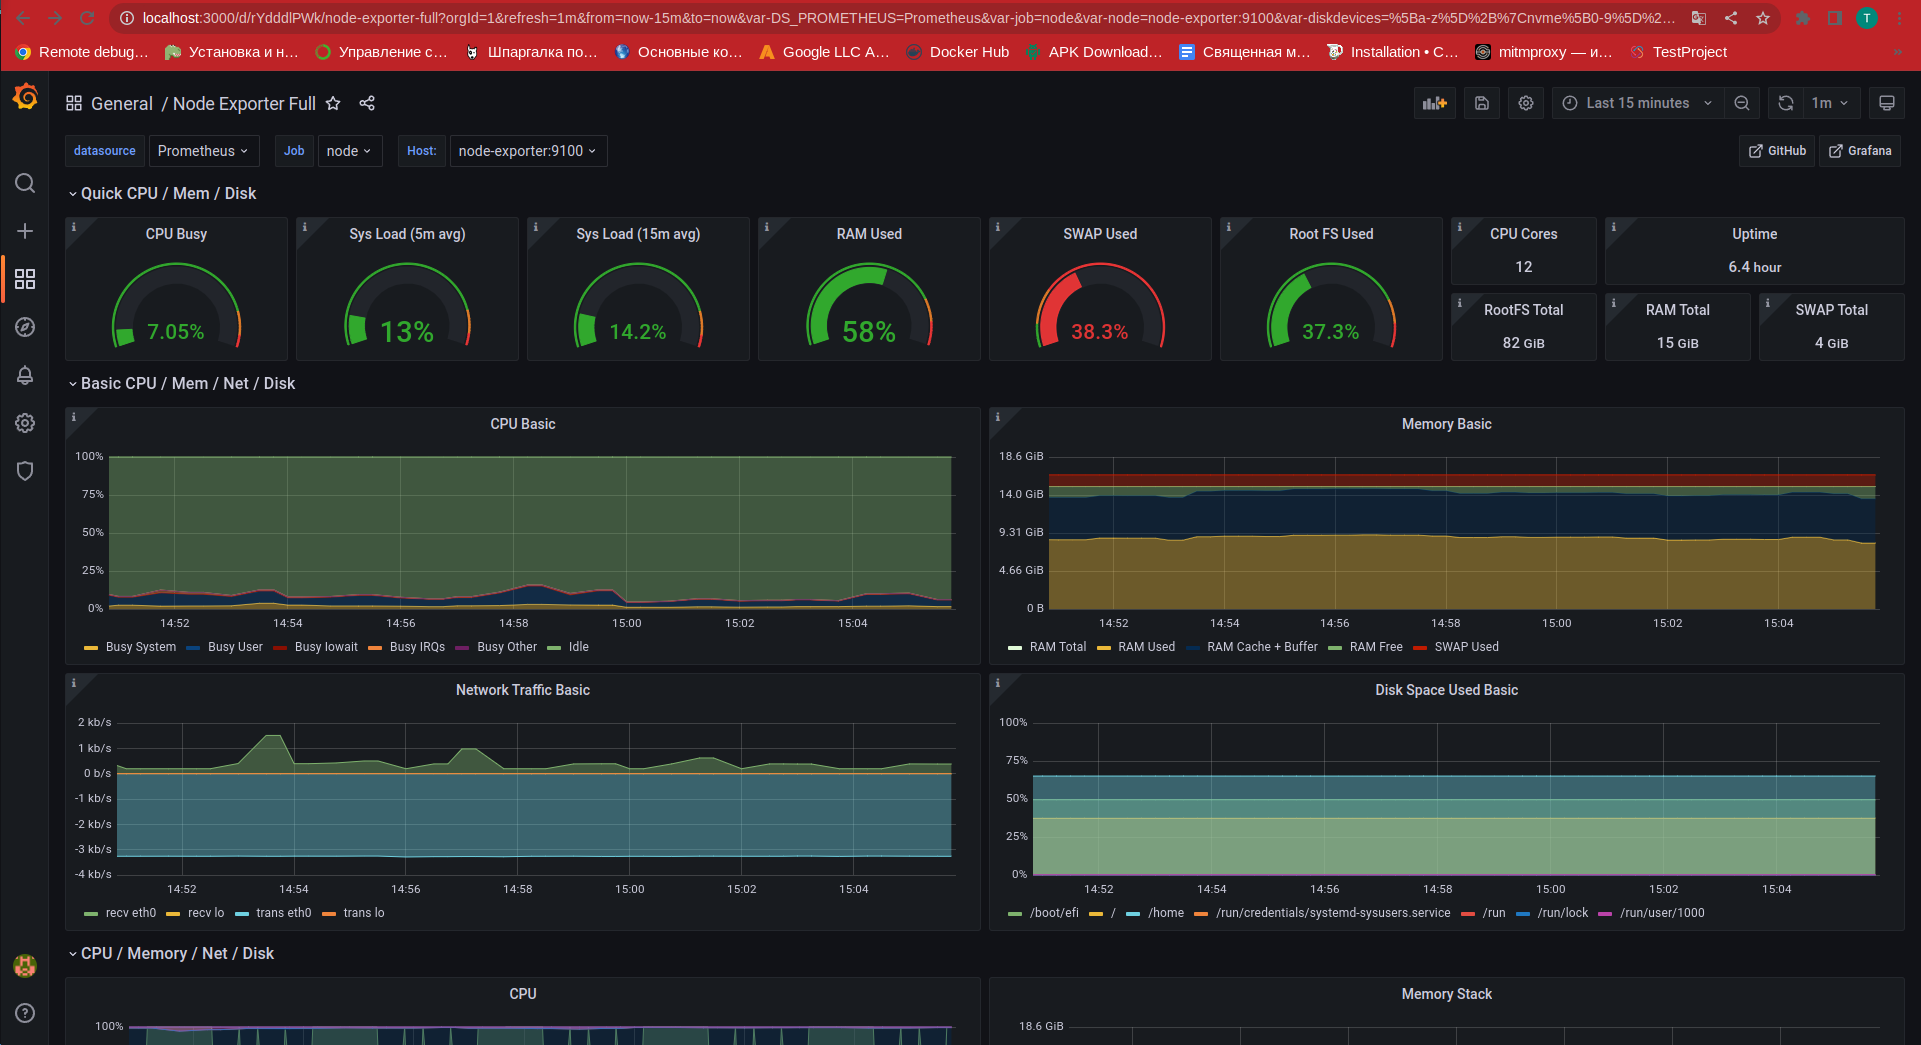 localhost:3000/d/rYdddlPWk/node-exporter-full?orgId=1&refresh=1m&from=now-15m&to=now&var-DS_PROMETHEUS=Prometheus&var-job=node&var-node=node-exporter:9100&var-diskdevices=%5Ba-z%5D%2B%7Cnvme%5B0-9%5D%2... T
Remote debug... Установка и н... Управление с... Шпаргалка по... Основные ко... Google LLC A... Docker Hub APK Download... Священная м... Installation • C... mitmproxy — и... TestProject »
General / Node Exporter Full Last 15 minutes 1m
datasource Prometheus Job node Host: node-exporter:9100 GitHub Grafana
Quick CPU / Mem / Disk
CPU Busy Sys Load (5m avg) Sys Load (15m avg) RAM Used SWAP Used Root FS Used CPU Cores Uptime
12 6.4 hour
RootFS Total RAM Total SWAP Total
7.05% 13% 14.2% 58% 38.3% 37.3% 82 GiB 15 GiB 4 GiB
Basic CPU / Mem / Net / Disk
CPU Basic
100%
75%
50%
25%
0%
14:52 14:54 14:56 14:58 15:00 15:02 15:04
Busy System Busy User Busy Iowait Busy IRQs Busy Other Idle
Memory Basic
18.6 GiB
14.0 GiB
9.31 GiB
4.66 GiB
0 B
14:52 14:54 14:56 14:58 15:00 15:02 15:04
RAM Total RAM Used RAM Cache + Buffer RAM Free SWAP Used
Network Traffic Basic
2 kb/s
1 kb/s
0 b/s
-1 kb/s
-2 kb/s
-3 kb/s
-4 kb/s
14:52 14:54 14:56 14:58 15:00 15:02 15:04
recv eth0 recv lo trans eth0 trans lo
Disk Space Used Basic
100%
75%
50%
25%
0%
14:52 14:54 14:56 14:58 15:00 15:02 15:04
/boot/efi / /home /run/credentials/systemd-sysusers.service /run /run/lock /run/user/1000
CPU / Memory / Net / Disk
CPU
100%
Memory Stack
18.6 GiB